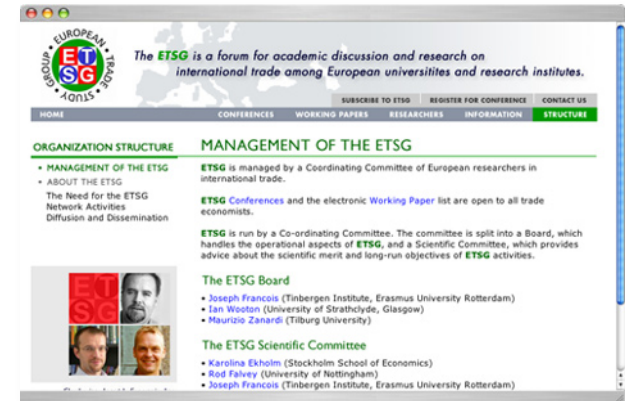 EUROPEAN TRADE STUDY GROUP
ETSG
The ETSG is a forum for academic discussion and research on
international trade among European universitites and research institutes.
SUBSCRIBE TO ETSG REGISTER FOR CONFERENCE CONTACT US
HOME CONFERENCES WORKING PAPERS RESEARCHERS INFORMATION STRUCTURE
ORGANIZATION STRUCTURE
• MANAGEMENT OF THE ETSG
• ABOUT THE ETSG
The Need for the ETSG
Network Activities
Diffusion and Dissemination
ETSG
MANAGEMENT OF THE ETSG
ETSG is managed by a Coordinating Committee of European researchers in
international trade.
ETSG Conferences and the electronic Working Paper list are open to all trade
economists.
ETSG is run by a Co-ordinating Committee. The committee is split into a Board, which
handles the operational aspects of ETSG, and a Scientific Committee, which provides
advice about the scientific merit and long-run objectives of ETSG activities.
The ETSG Board
• Joseph Francois (Tinbergen Institute, Erasmus University Rotterdam)
• Ian Wooton (University of Strathclyde, Glasgow)
• Maurizio Zanardi (Tilburg University)
The ETSG Scientific Committee
• Karolina Ekholm (Stockholm School of Economics)
• Rod Falvey (University of Nottingham)
• Joseph Francois (Tinbergen Institute, Erasmus University Rotterdam)